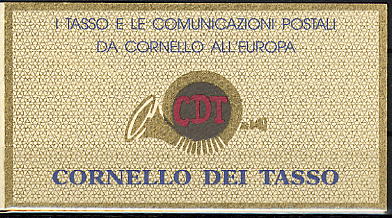 I TASSO E LE COMUNICAZIONI POSTALI
DA CORNELLO ALL'EUROPA
CDT
CORNELLO DEI TASSO